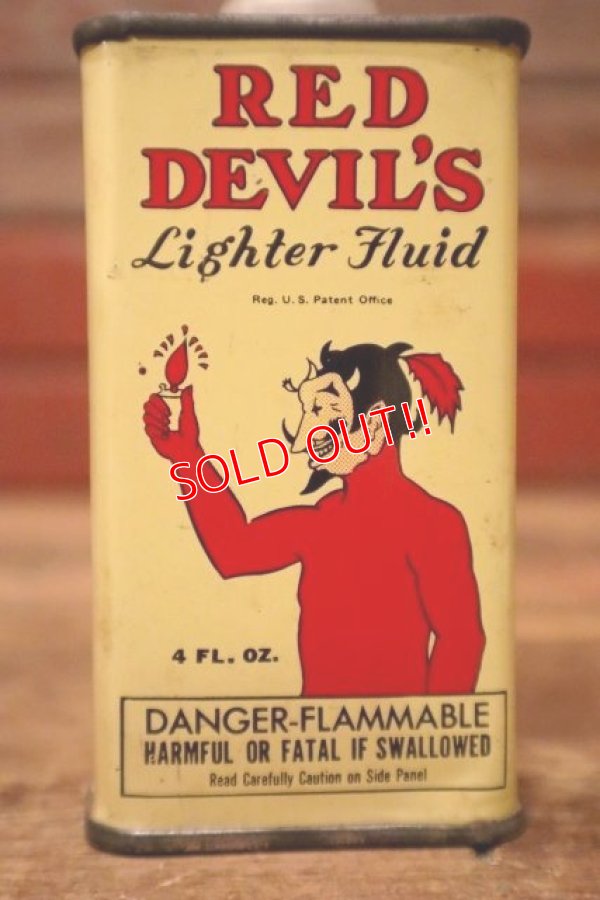 RED
DEVIL'S
Lighter Fluid
Reg. U.S. Patent Office
SOLD OUT!!
4 FL. OZ.
DANGER-FLAMMABLE
HARMFUL OR FATAL IF SWALLOWED
Read Carefully Caution on Side Panel